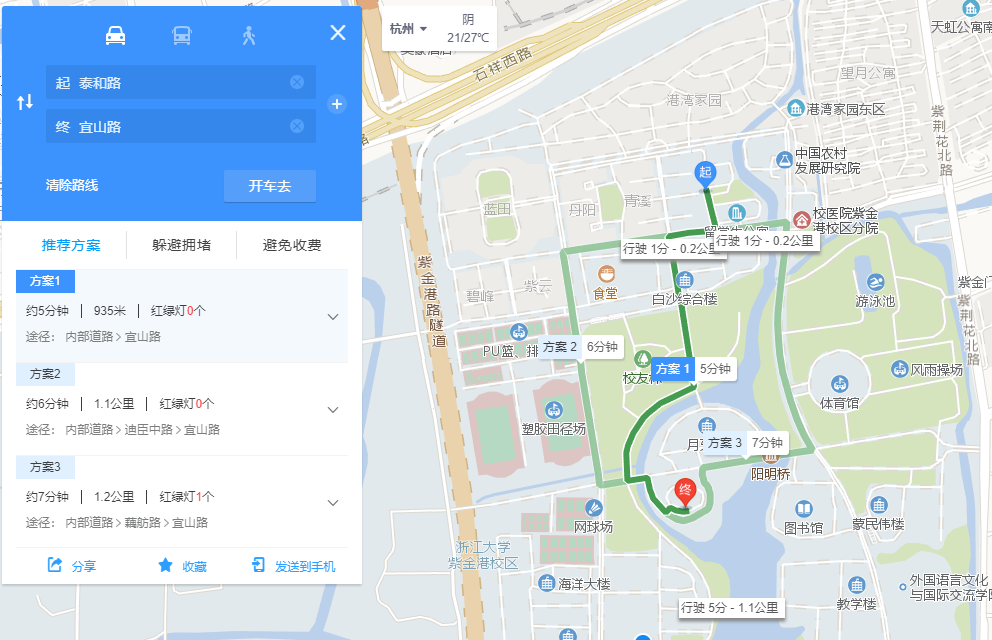 起 泰和路
终 宜山路
清除路线
开车去
推荐方案 躲避拥堵 避免收费
方案1
约5分钟 935米 红绿灯0个
途径: 内部道路 > 宜山路
方案2
约6分钟 1.1公里 红绿灯0个
途径: 内部道路 > 迪臣中路 > 宜山路
方案3
约7分钟 1.2公里 红绿灯1个
途径: 内部道路 > 藕舫路 > 宜山路
分享 收藏 发送到手机
杭州
阴
21/27℃
石祥西路
天虹公寓南
望月公寓
港湾家园
港湾家园东区
紫荆花北路
中国农村
发展研究院
起
蓝田
丹阳
青溪
校医院紫金
港校区分院
行驶 1分 - 0.2公里
行驶 1分 - 0.2公里
紫金港路隧道
碧峰
紫云
食堂
白沙综合楼
游泳池
紫金门
紫荆花北路
PU篮、排
方案 2 6分钟
校友林
方案 1 5分钟
风雨操场
体育馆
塑胶田径场
方案 3 7分钟
阳明桥
终
网球场
图书馆
蒙民伟楼
浙江大学
紫金港校区
海洋大楼
行驶 5分 - 1.1公里
教学楼
外国语言文化
与国际交流学院